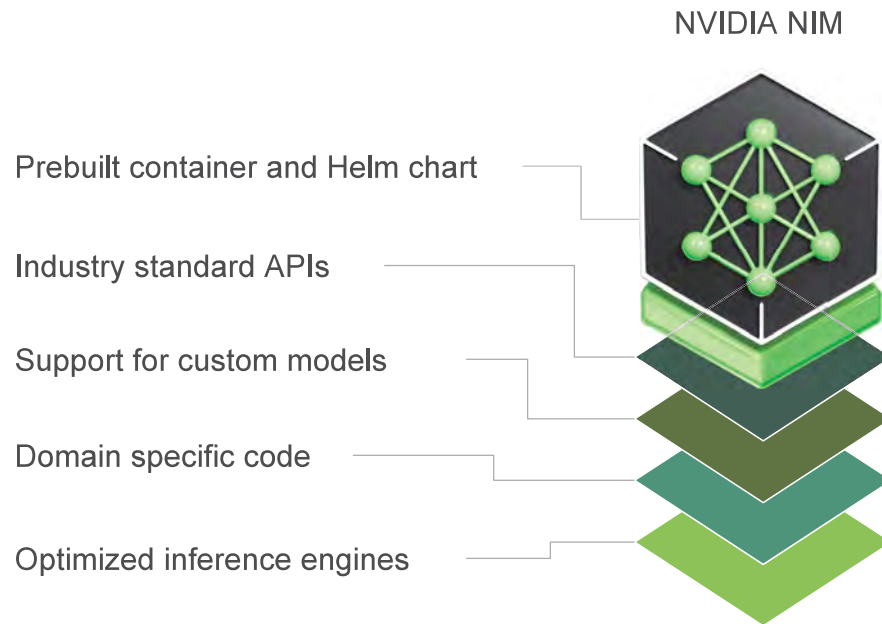 NVIDIA NIM
Prebuilt container and Helm chart
Industry standard APIs
Support for custom models
Domain specific code
Optimized inference engines